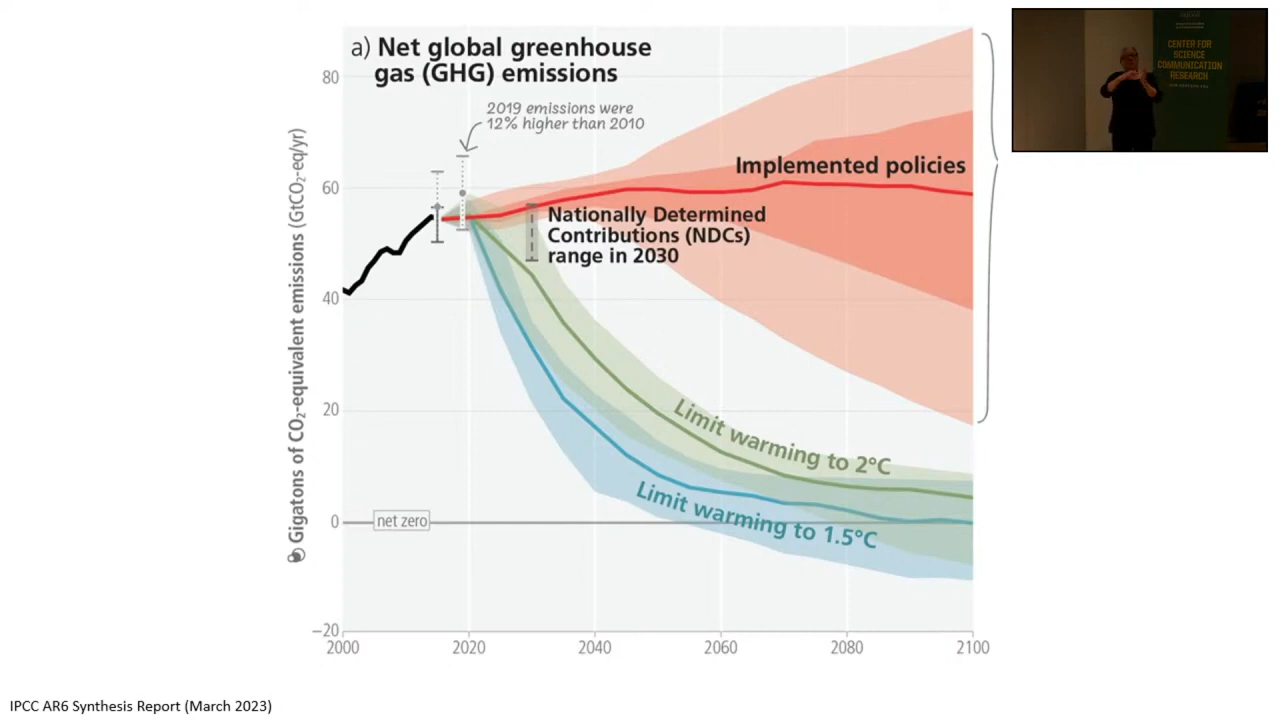 a) Net global greenhouse
gas (GHG) emissions
80
60
40
20
0
−20
2000
2020
2040
2060
2080
2100
Gigatons of CO₂-equivalent emissions (GtCO₂-eq/yr)
2019 emissions were
12% higher than 2010
Implemented policies
Nationally Determined
Contributions (NDCs)
range in 2030
Limit warming to 2°C
Limit warming to 1.5°C
net zero
CENTER FOR
SCIENCE
COMMUNICATION
RESEARCH
IPCC AR6 Synthesis Report (March 2023)